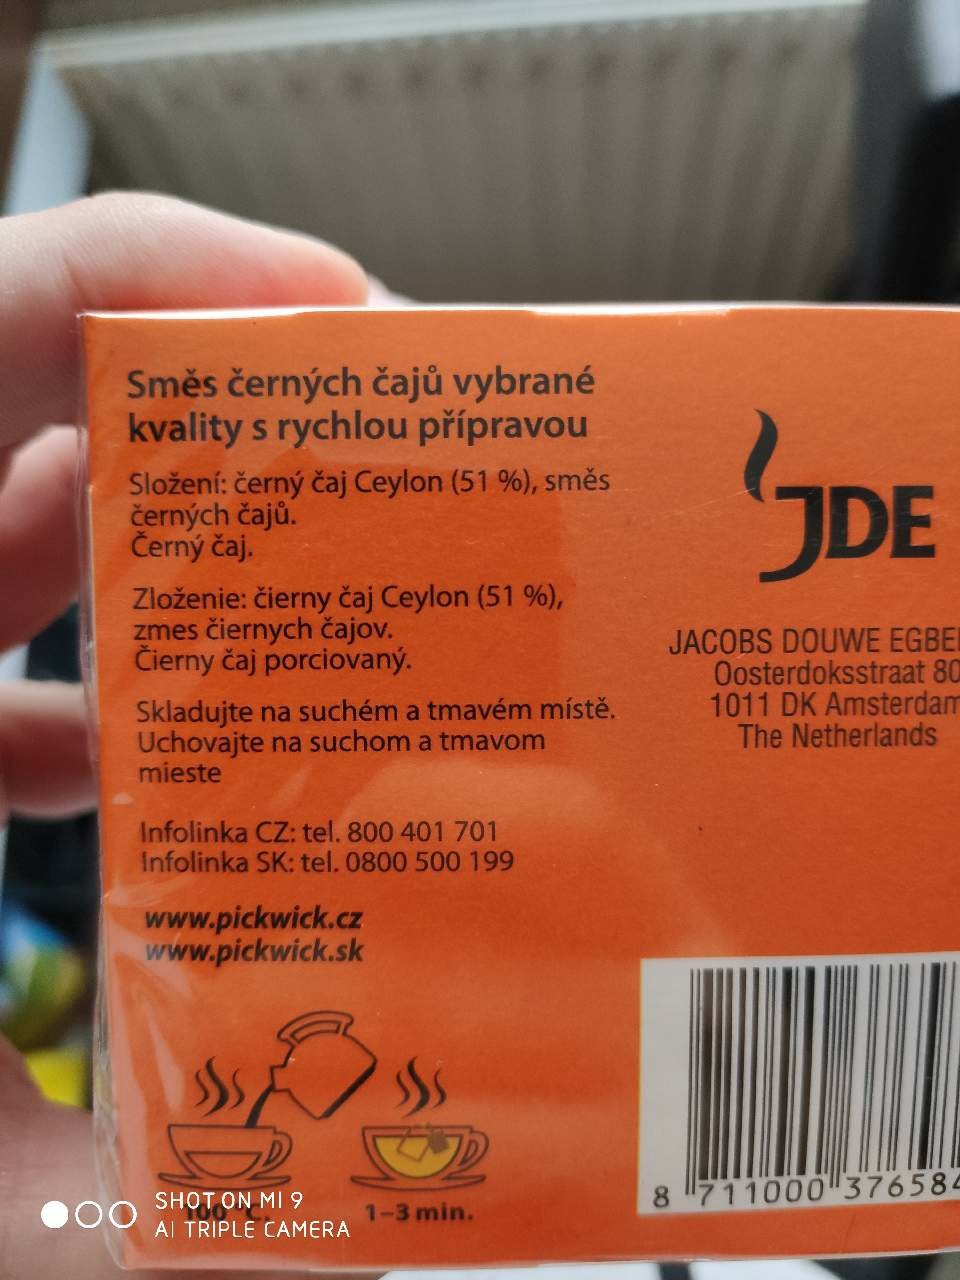 Směs černých čajů vybrané
kvality s rychlou přípravou
Složení: černý čaj Ceylon (51 %), směs
černých čajů.
Černý čaj.
Zloženie: čierny čaj Ceylon (51 %),
zmes čiernych čajov.
Čierny čaj porciovaný.
Skladujte na suchém a tmavém místě.
Uchovajte na suchom a tmavom
mieste
Infolinka CZ: tel. 800 401 701
Infolinka SK: tel. 0800 500 199
www.pickwick.cz
www.pickwick.sk
100 °C.
1-3 min.
JDE
JACOBS DOUWE EGBE
Oosterdoksstraat 80
1011 DK Amsterdam
The Netherlands
8 711000 376584
SHOT ON MI 9
AI TRIPLE CAMERA